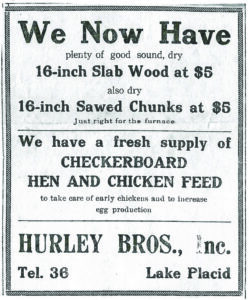 We Now Have
plenty of good sound, dry
16-inch Slab Wood at $5
also dry
16-inch Sawed Chunks at $5
Just right for the furnace.
We have a fresh supply of
CHECKERBOARD
HEN AND CHICKEN FEED
to take care of early chickens and to increase
egg production
HURLEY BROS., Inc.
Tel. 36 Lake Placid